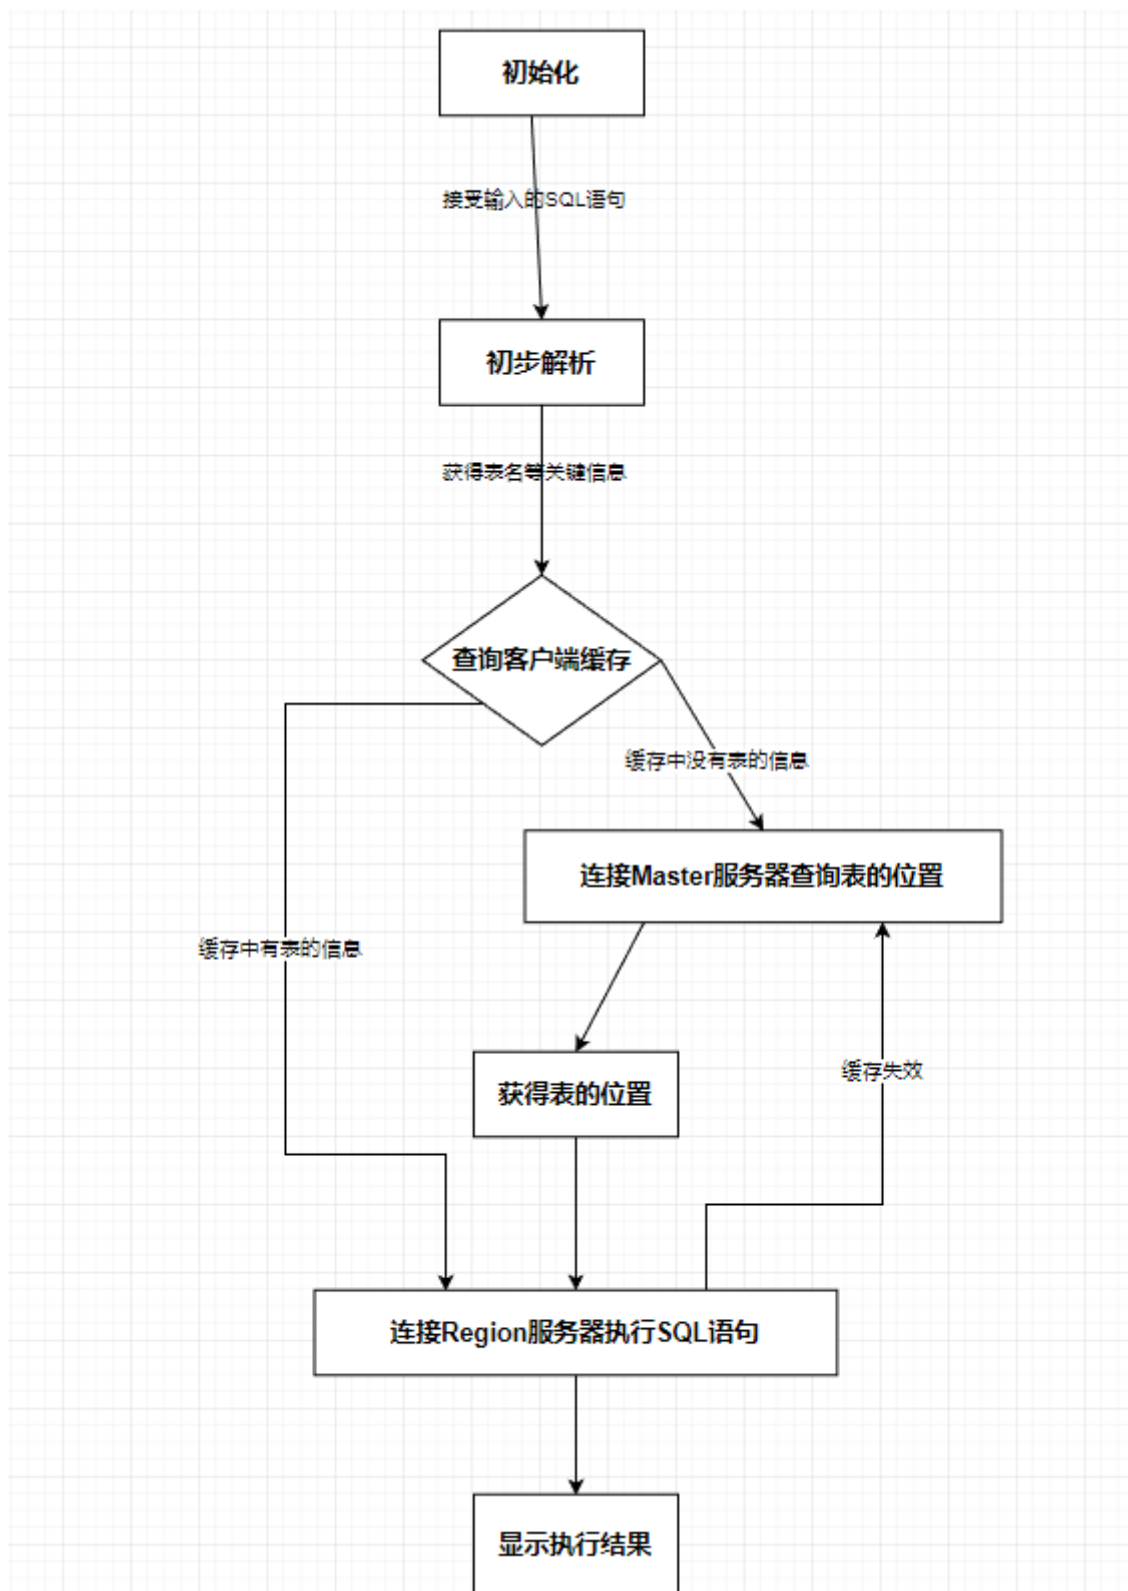 初始化
接受输入的SQL语句
初步解析
获得表名等关键信息
查询客户端缓存
缓存中没有表的信息
连接Master服务器查询表的位置
缓存中有表的信息
缓存失效
获得表的位置
连接Region服务器执行SQL语句
显示执行结果